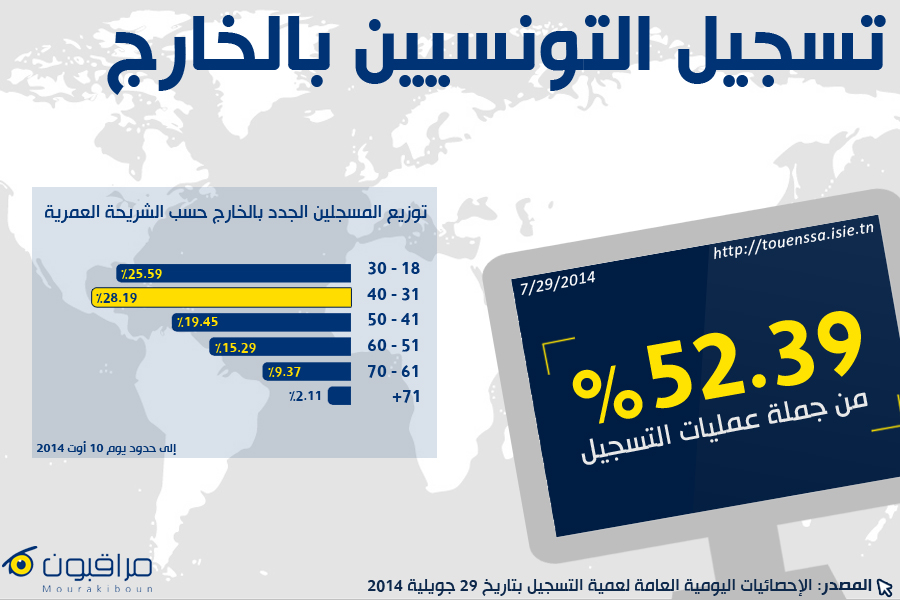 تسجيل التونسيين بالخارج
توزيع المسجلين الجدد بالخارج حسب الشريحة العمرية
30 - 18
٪25.59
40 - 31
٪28.19
50 - 41
٪19.45
60 - 51
٪15.29
70 - 61
٪9.37
+71
٪2.11
إلى حدود يوم 10 أوت 2014
http://touenssa.isie.tn
7/29/2014
%52.39
من جملة عمليات التسجيل
مراقبون
Mourakiboun
المصدر: الإحصائيات اليومية العامة لعمية التسجيل بتاريخ 29 جويلية 2014